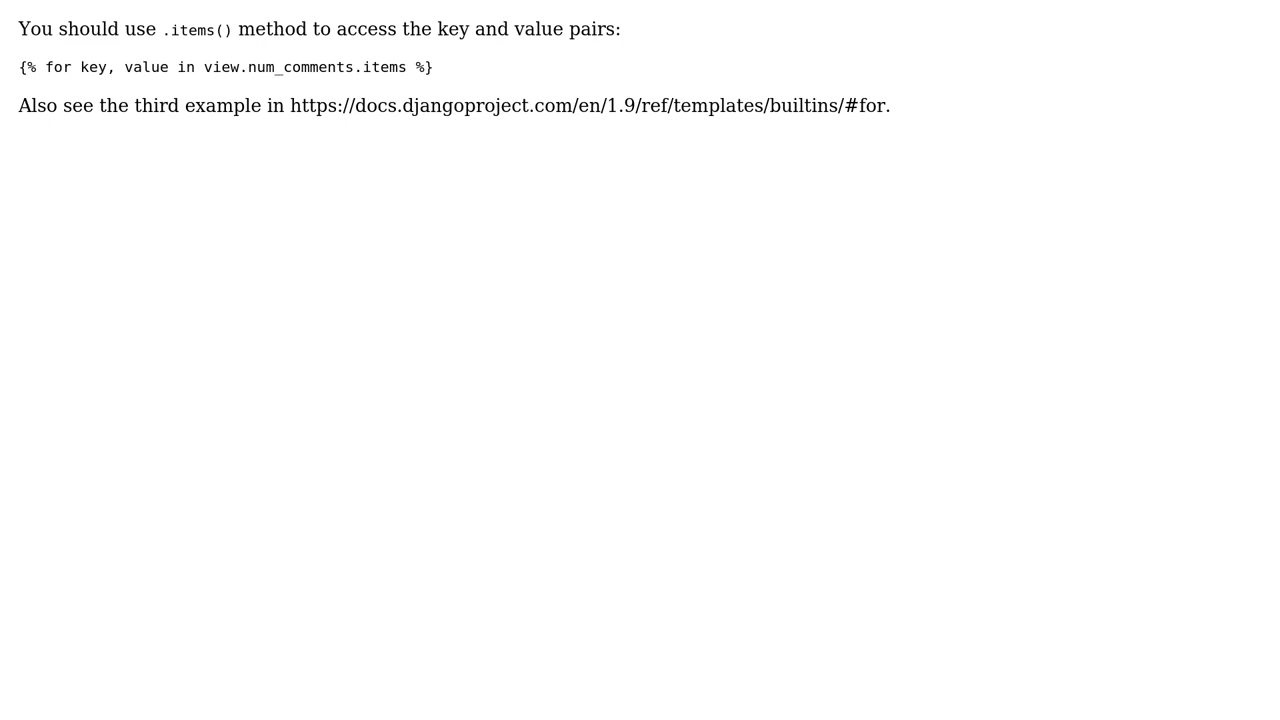 You should use .items() method to access the key and value pairs:
{% for key, value in view.num_comments.items %}
Also see the third example in https://docs.djangoproject.com/en/1.9/ref/templates/builtins/#for.